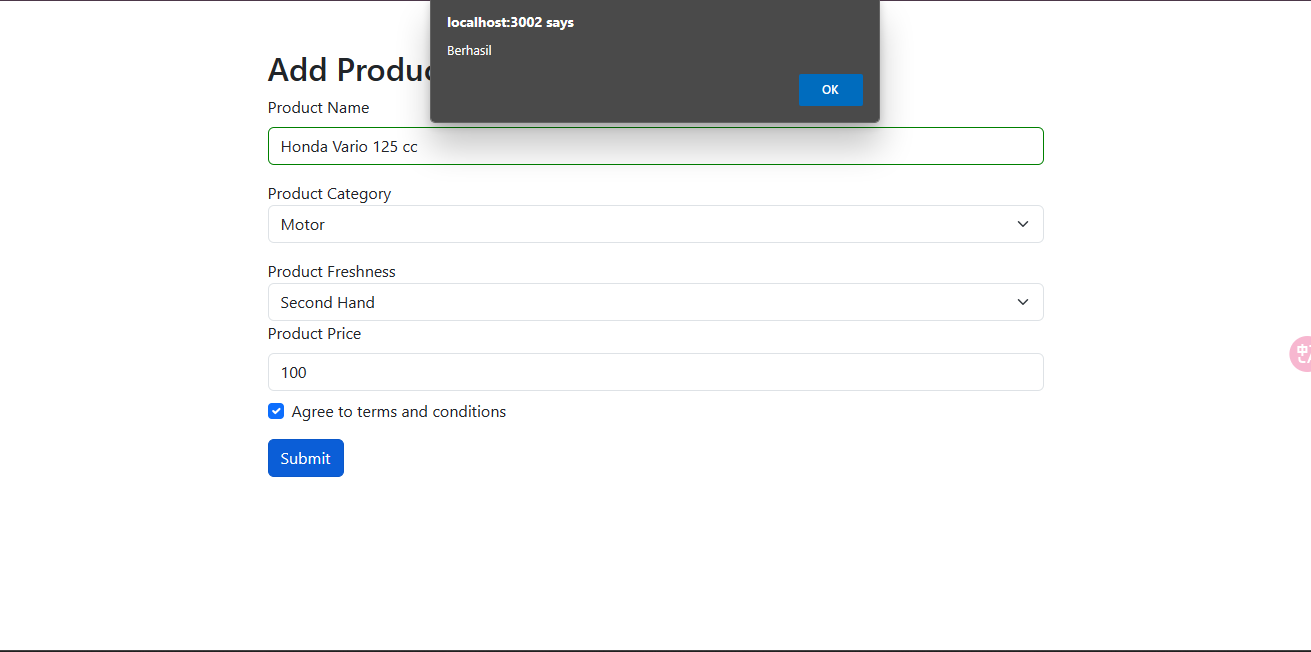 localhost:3002 says
Berhasil
OK
Add Produc
Product Name
Honda Vario 125 cc
Product Category
Motor
Product Freshness
Second Hand
Product Price
100
Agree to terms and conditions
Submit
中